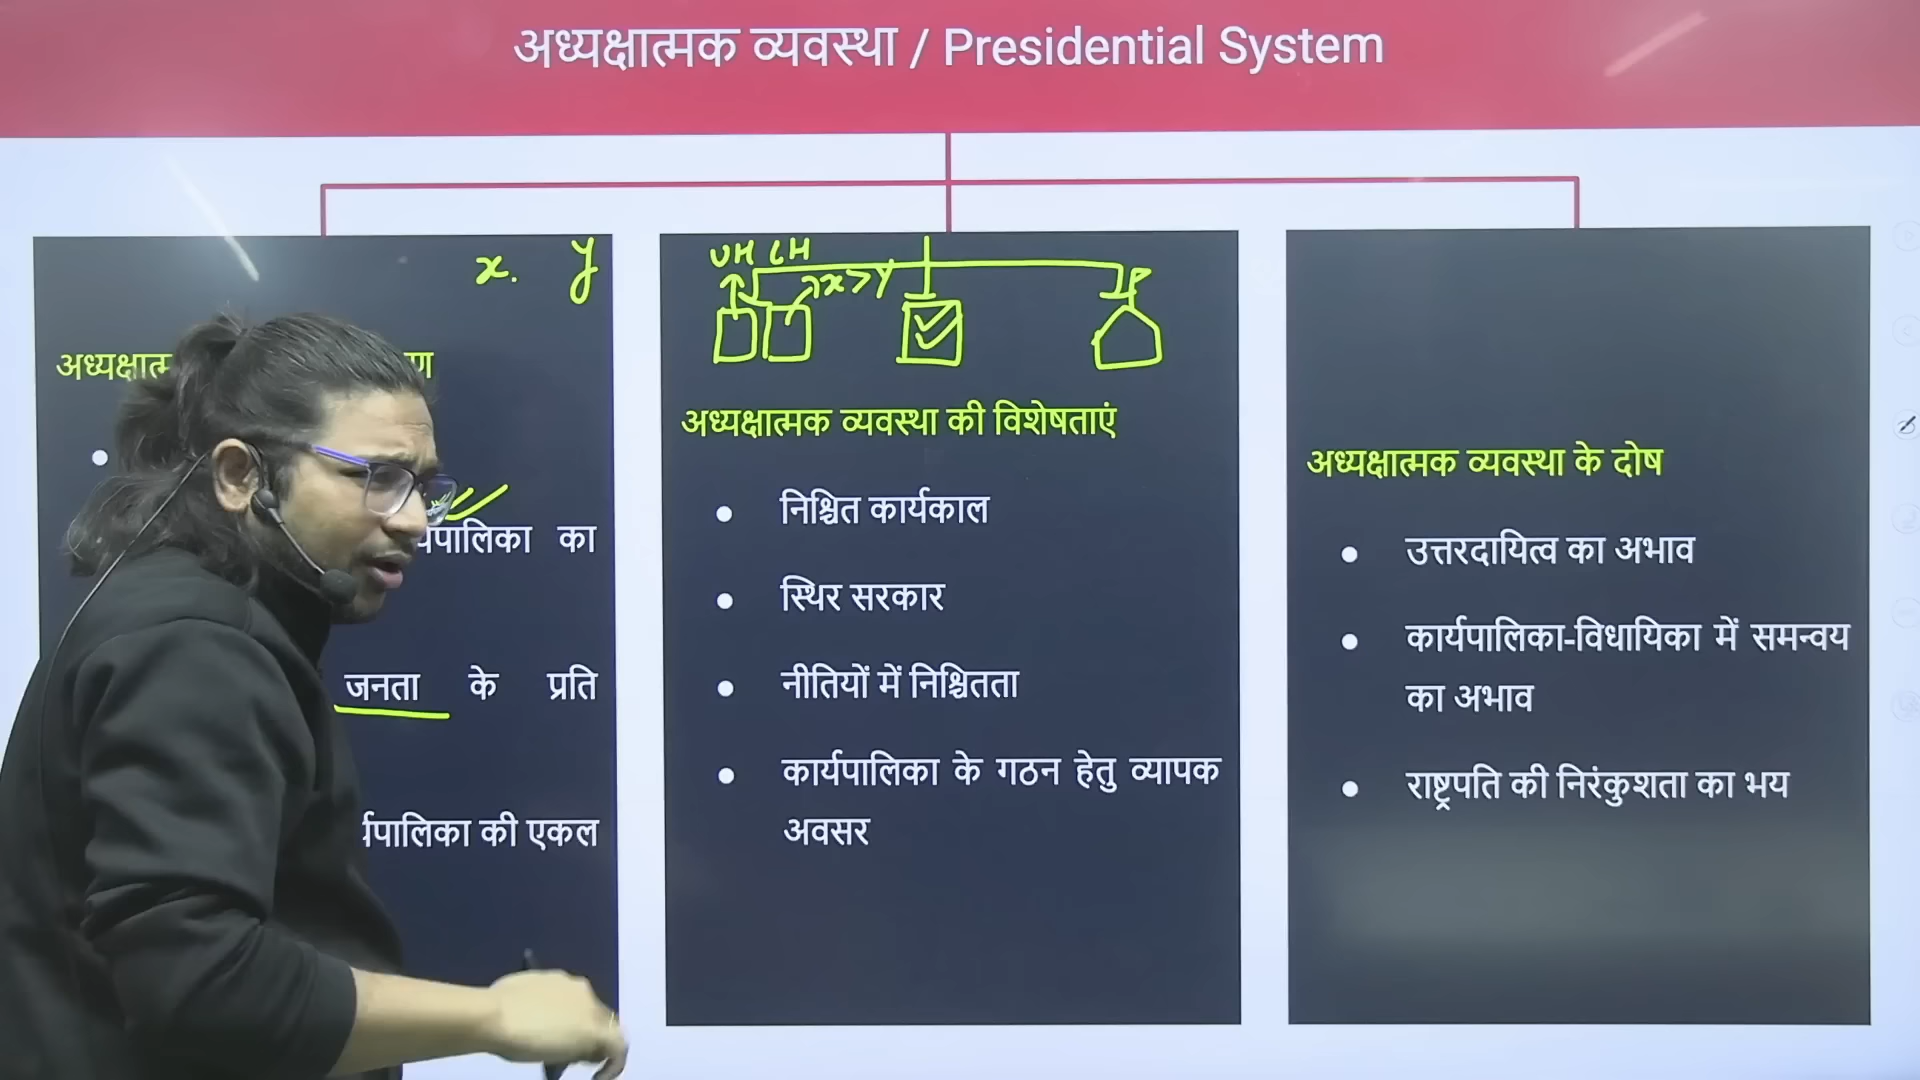 अध्यक्षात्मक व्यवस्था / Presidential System
x. y
जनता के प्रति
की एकल
UH LH
x>y
अध्यक्षात्मक व्यवस्था की विशेषताएं
निश्चित कार्यकाल
स्थिर सरकार
नीतियों में निश्चितता
कार्यपालिका के गठन हेतु व्यापक
अवसर
अध्यक्षात्मक व्यवस्था के दोष
उत्तरदायित्व का अभाव
कार्यपालिका-विधायिका में समन्वय
का अभाव
राष्ट्रपति की निरंकुशता का भय